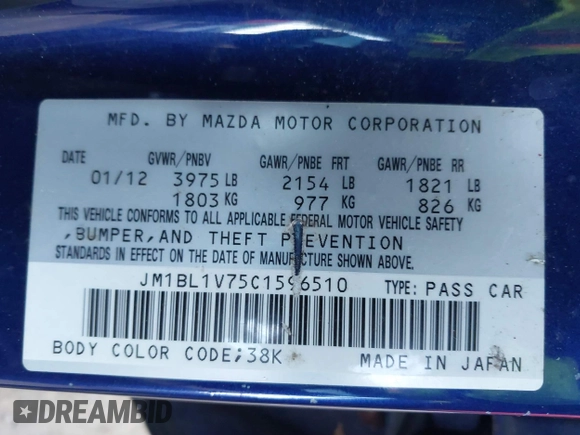 MFD. BY MAZDA MOTOR CORPORATION
DATE GVWR/PNBV GAWR/PNBE FRT GAWR/PNBE RR
01/12 3975 LB 2154 LB 1821 LB
1803 KG 977 KG 826 KG
THIS VEHICLE CONFORMS TO ALL APPLICABLE FEDERAL MOTOR VEHICLE SAFETY
,BUMPER,AND THEFT PREVENTION
STANDARDS IN EFFECT ON THE DATE OF MANUFACTURE SHOWN ABOVE.
JM1BL1V75C1596510 TYPE: PASS CAR
BODY COLOR CODE;38K MADE IN JAPAN
DREAMBID